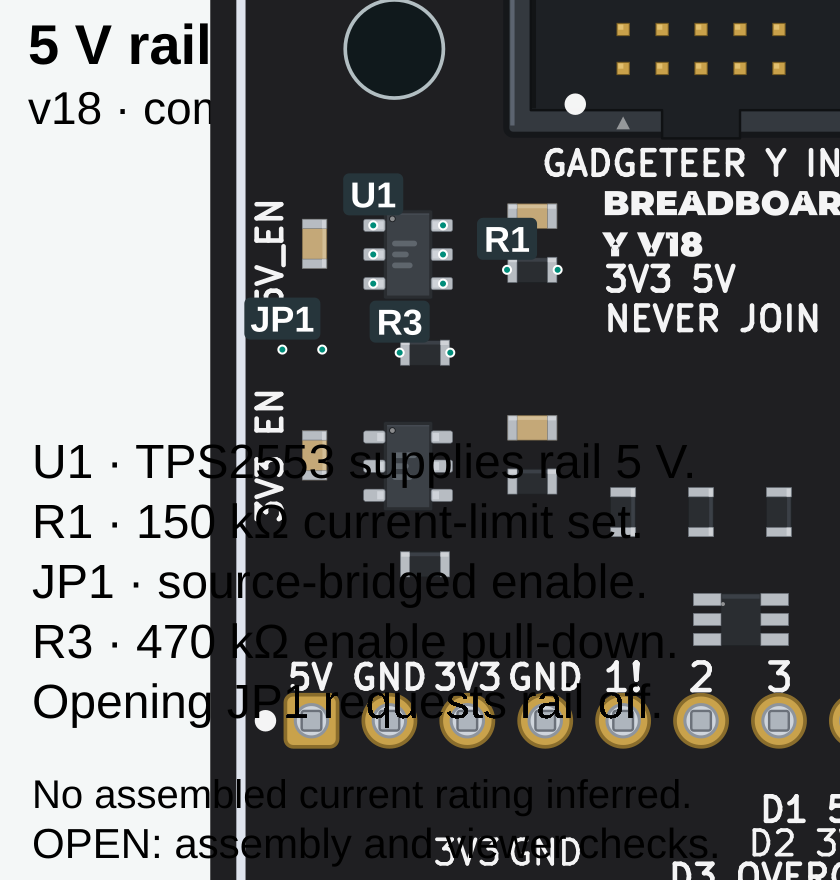 5 V rail
v18 · con
GADGETEER Y IN
BREADBOAR
Y V18
3V3 5V
NEVER JOIN
U1
R1
5V_EN
JP1
R3
3V3 EN
U1 · TPS2553 supplies rail 5 V.
R1 · 150 kΩ current-limit set.
JP1 · source-bridged enable.
R3 · 470 kΩ enable pull-down.
5V GND 3V3 GND 1! 2 3
Opening JP1 requests rail off.
No assembled current rating inferred.
OPEN: assembly and viewer checks.
3V3 GND
D1 5
D2 3
D3 OVERC